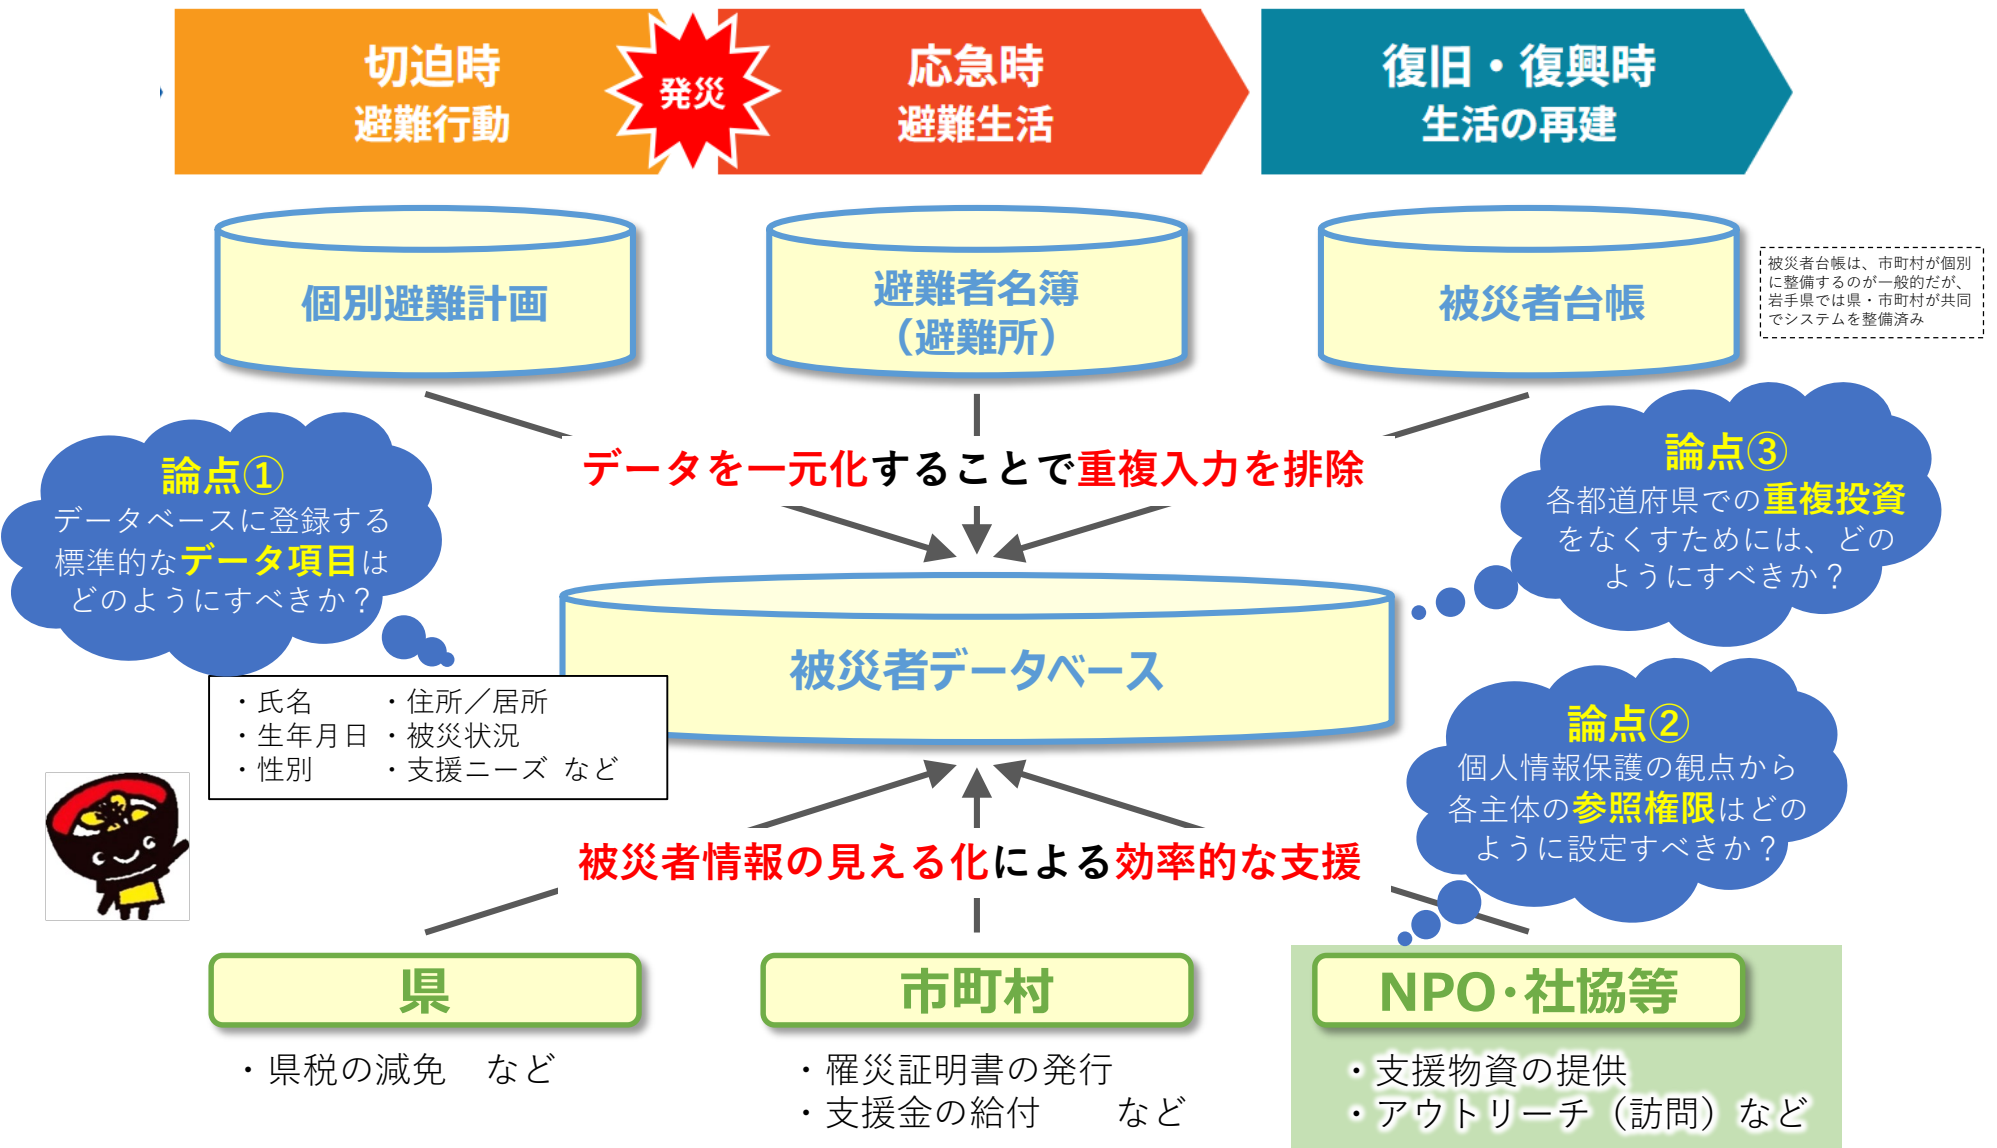 切迫時
避難行動
発災
応急時
避難生活
復旧・復興時
生活の再建
個別避難計画
避難者名簿
（避難所）
被災者台帳
被災者台帳は、市町村が個別
に整備するのが一般的だが、
岩手県では県・市町村が共同
でシステムを整備済み
データを一元化することで重複入力を排除
論点①
データベースに登録する
標準的なデータ項目は
どのようにすべきか？
論点③
各都道府県での重複投資
をなくすためには、どの
ようにすべきか？
被災者データベース
・氏名　・住所／居所
・生年月日　・被災状況
・性別　・支援ニーズ など
論点②
個人情報保護の観点から
各主体の参照権限はどの
ように設定すべきか？
被災者情報の見える化による効率的な支援
県
・県税の減免　など
市町村
・罹災証明書の発行
・支援金の給付　など
NPO・社協等
・支援物資の提供
・アウトリーチ（訪問）など